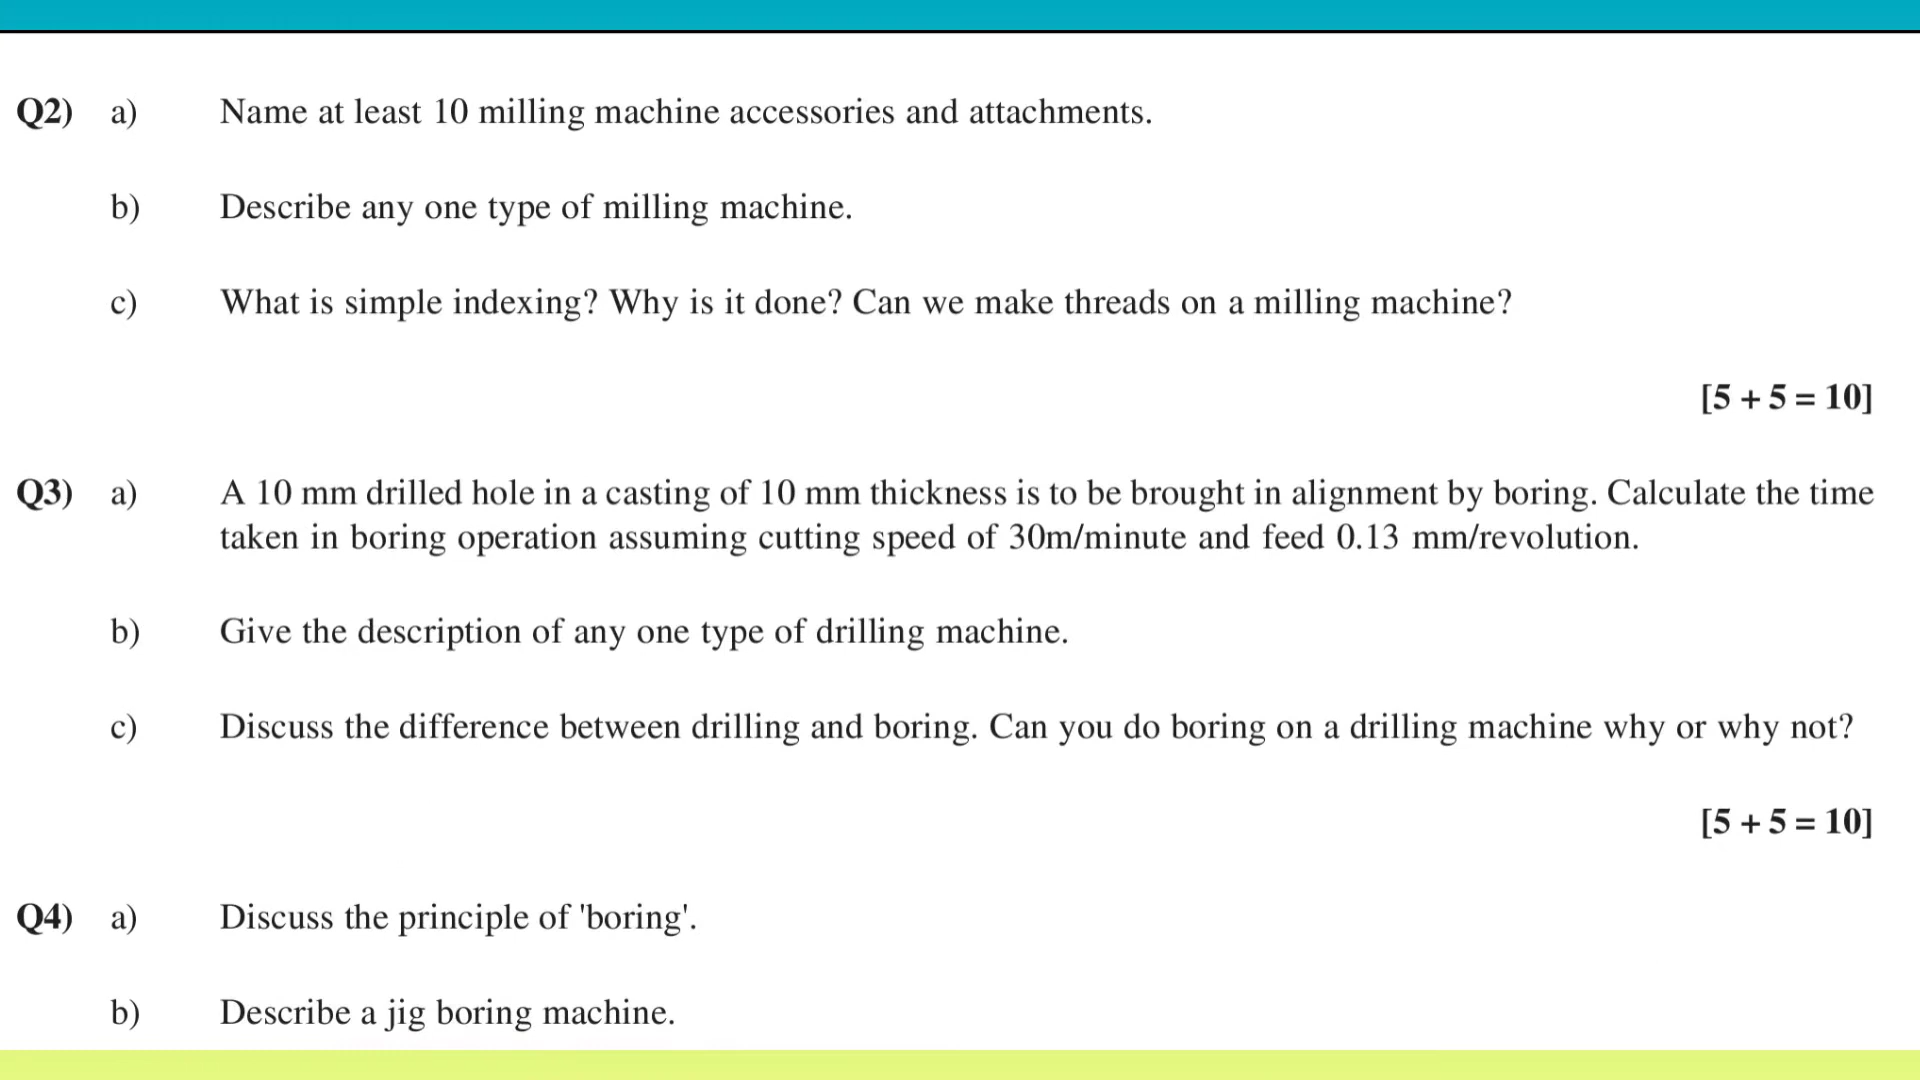 Q2) a) Name at least 10 milling machine accessories and attachments.
b) Describe any one type of milling machine.
c) What is simple indexing? Why is it done? Can we make threads on a milling machine?
[5 + 5 = 10]
Q3) a) A 10 mm drilled hole in a casting of 10 mm thickness is to be brought in alignment by boring. Calculate the time
taken in boring operation assuming cutting speed of 30m/minute and feed 0.13 mm/revolution.
b) Give the description of any one type of drilling machine.
c) Discuss the difference between drilling and boring. Can you do boring on a drilling machine why or why not?
[5 + 5 = 10]
Q4) a) Discuss the principle of 'boring'.
b) Describe a jig boring machine.